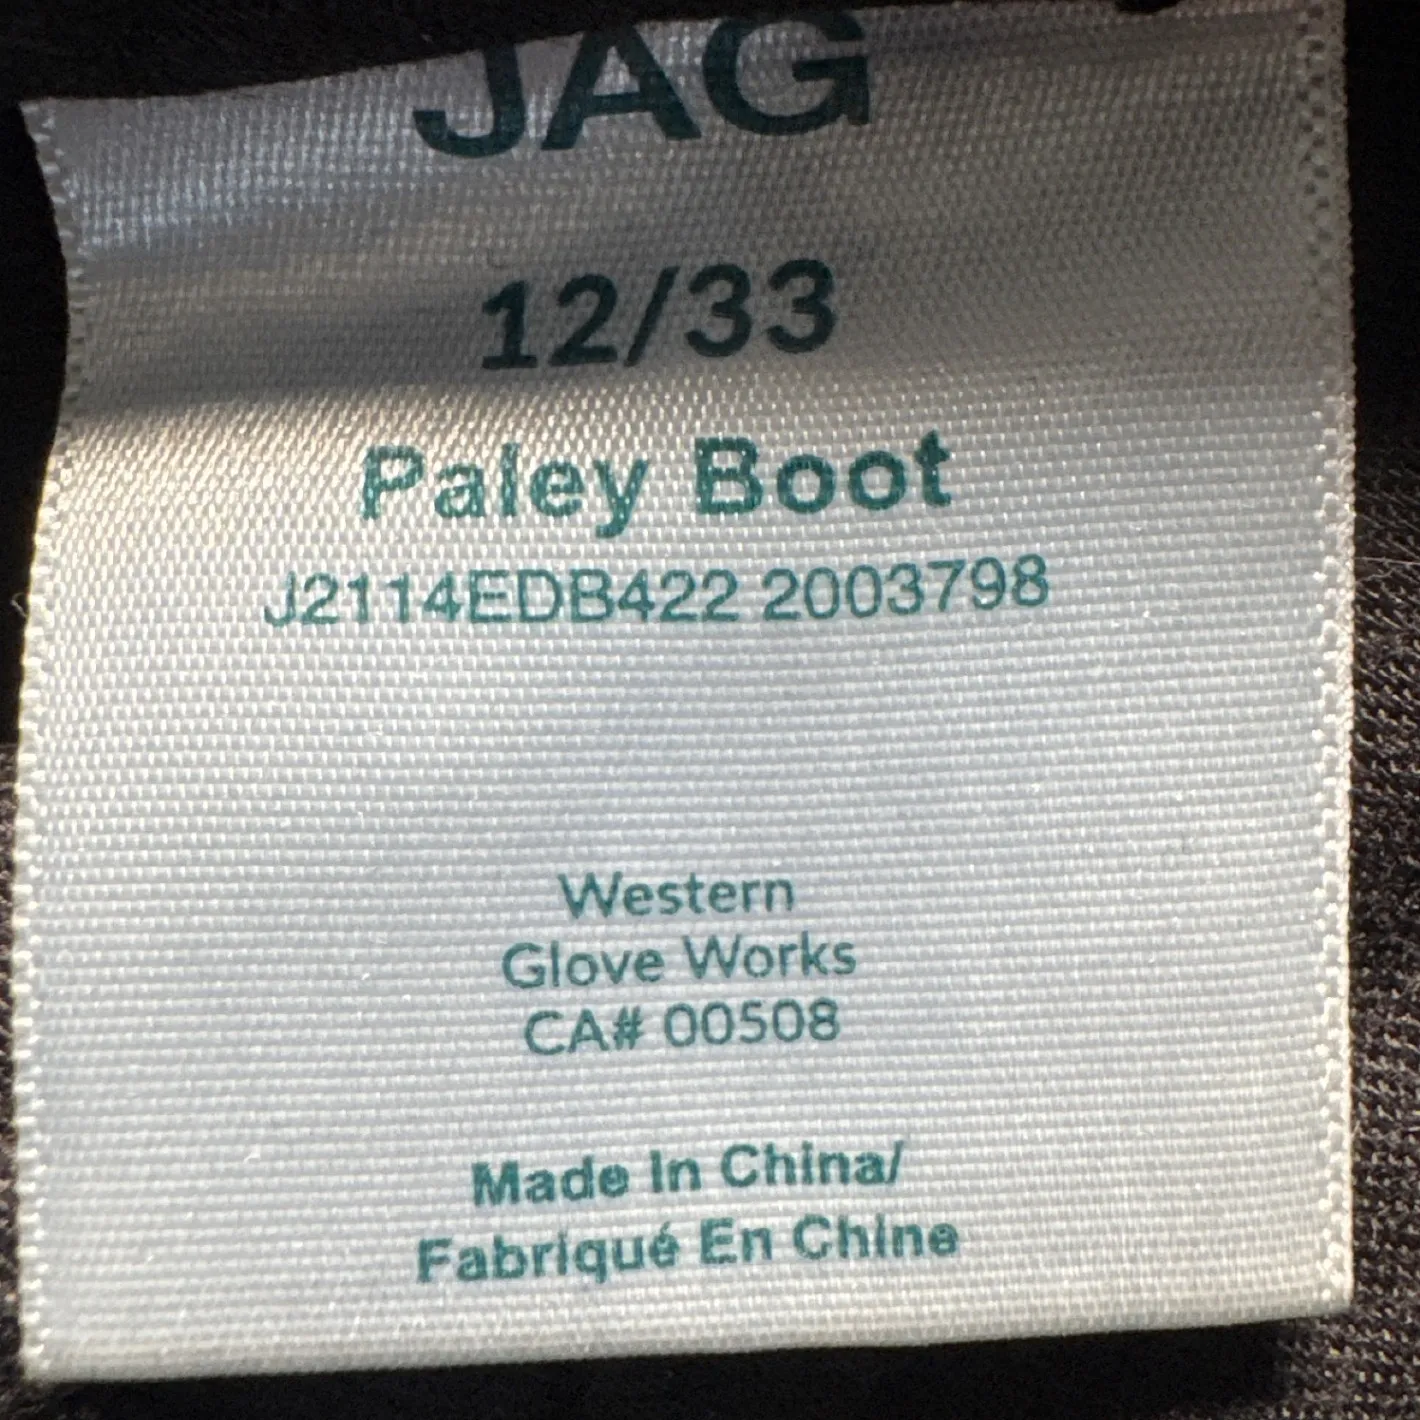 JAG
12/33
Paley Boot
J2114EDB422 2003798
Western
Glove Works
CA# 00508
Made In China/
Fabriqué En Chine